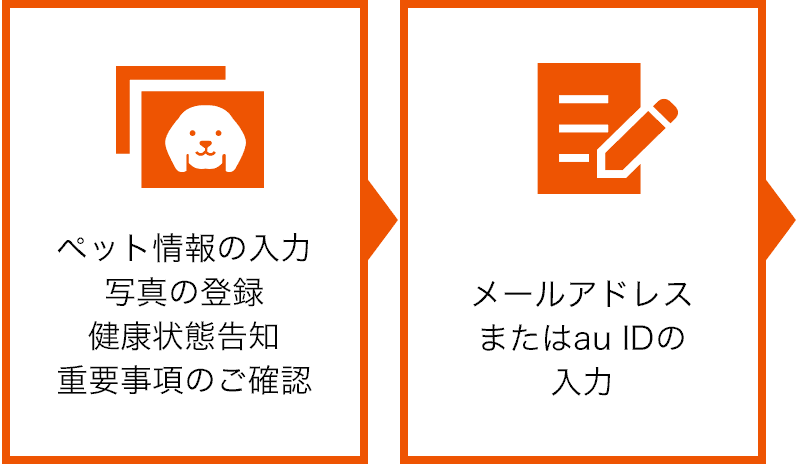 ペット情報の入力
写真の登録
健康状態告知
重要事項のご確認
メールアドレス
またはau IDの
入力